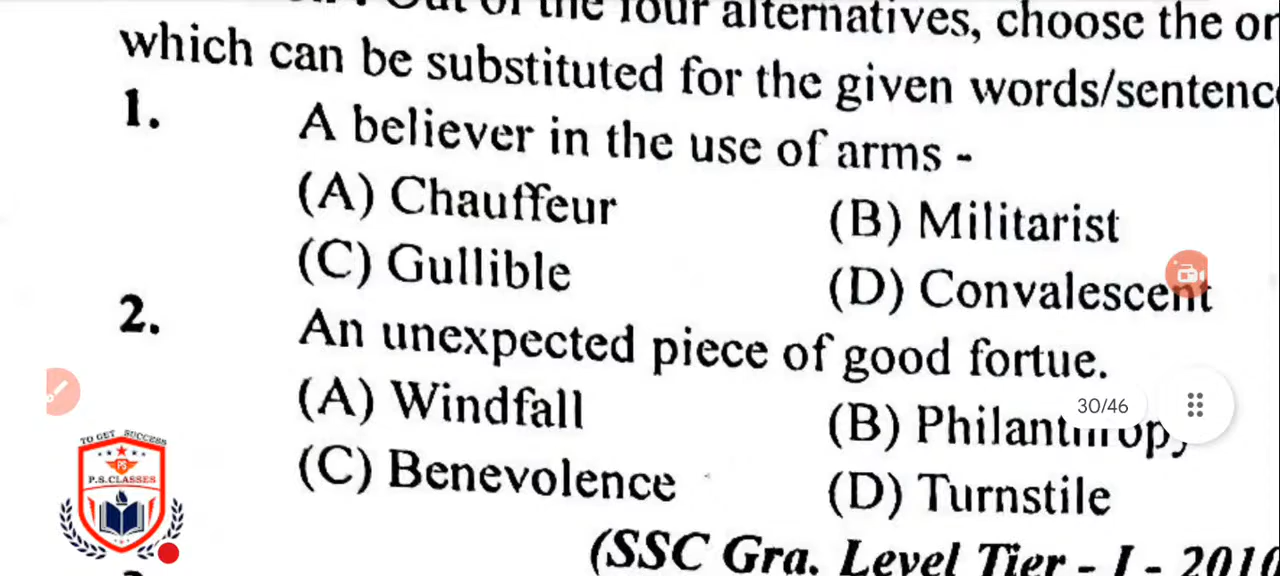 Out of the four alternatives, choose the
which can be substituted for the given words/sentenc
1. A believer in the use of arms -
(A) Chauffeur (B) Militarist
(C) Gullible (D) Convalescent
2. An unexpected piece of good fortue.
(A) Windfall (B) Philanthropy
(C) Benevolence (D) Turnstile
(SSC Gra. Level Tier - I - 2010
30/46
TO GET SUCCESS
PS
P.S.CLASSES